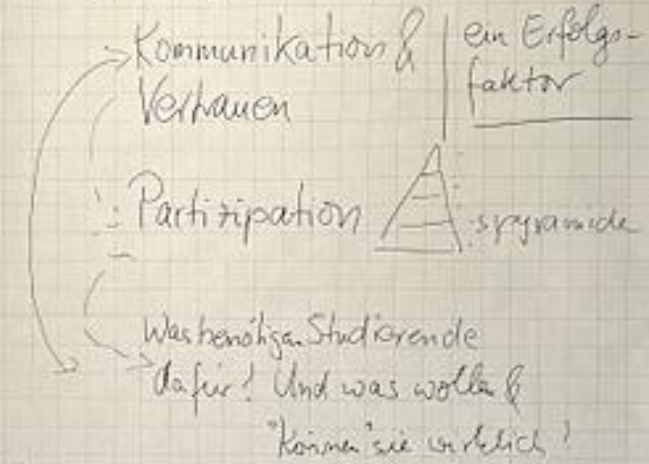 Kommunikation &
Vertrauen
ein Erfolgs-
faktor
Partizipation
spyramide
Was benötigen Studierende
dafür? Und was wollen &
"können" sie wirklich?